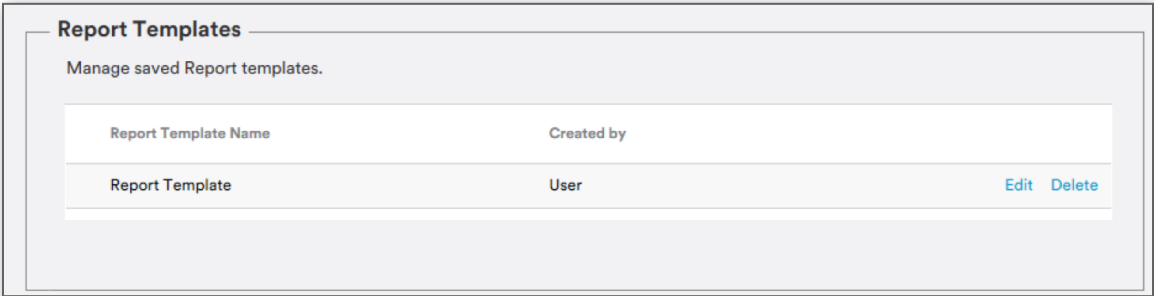 Report Templates
Manage saved Report templates.
Report Template Name Created by
Report Template User Edit Delete